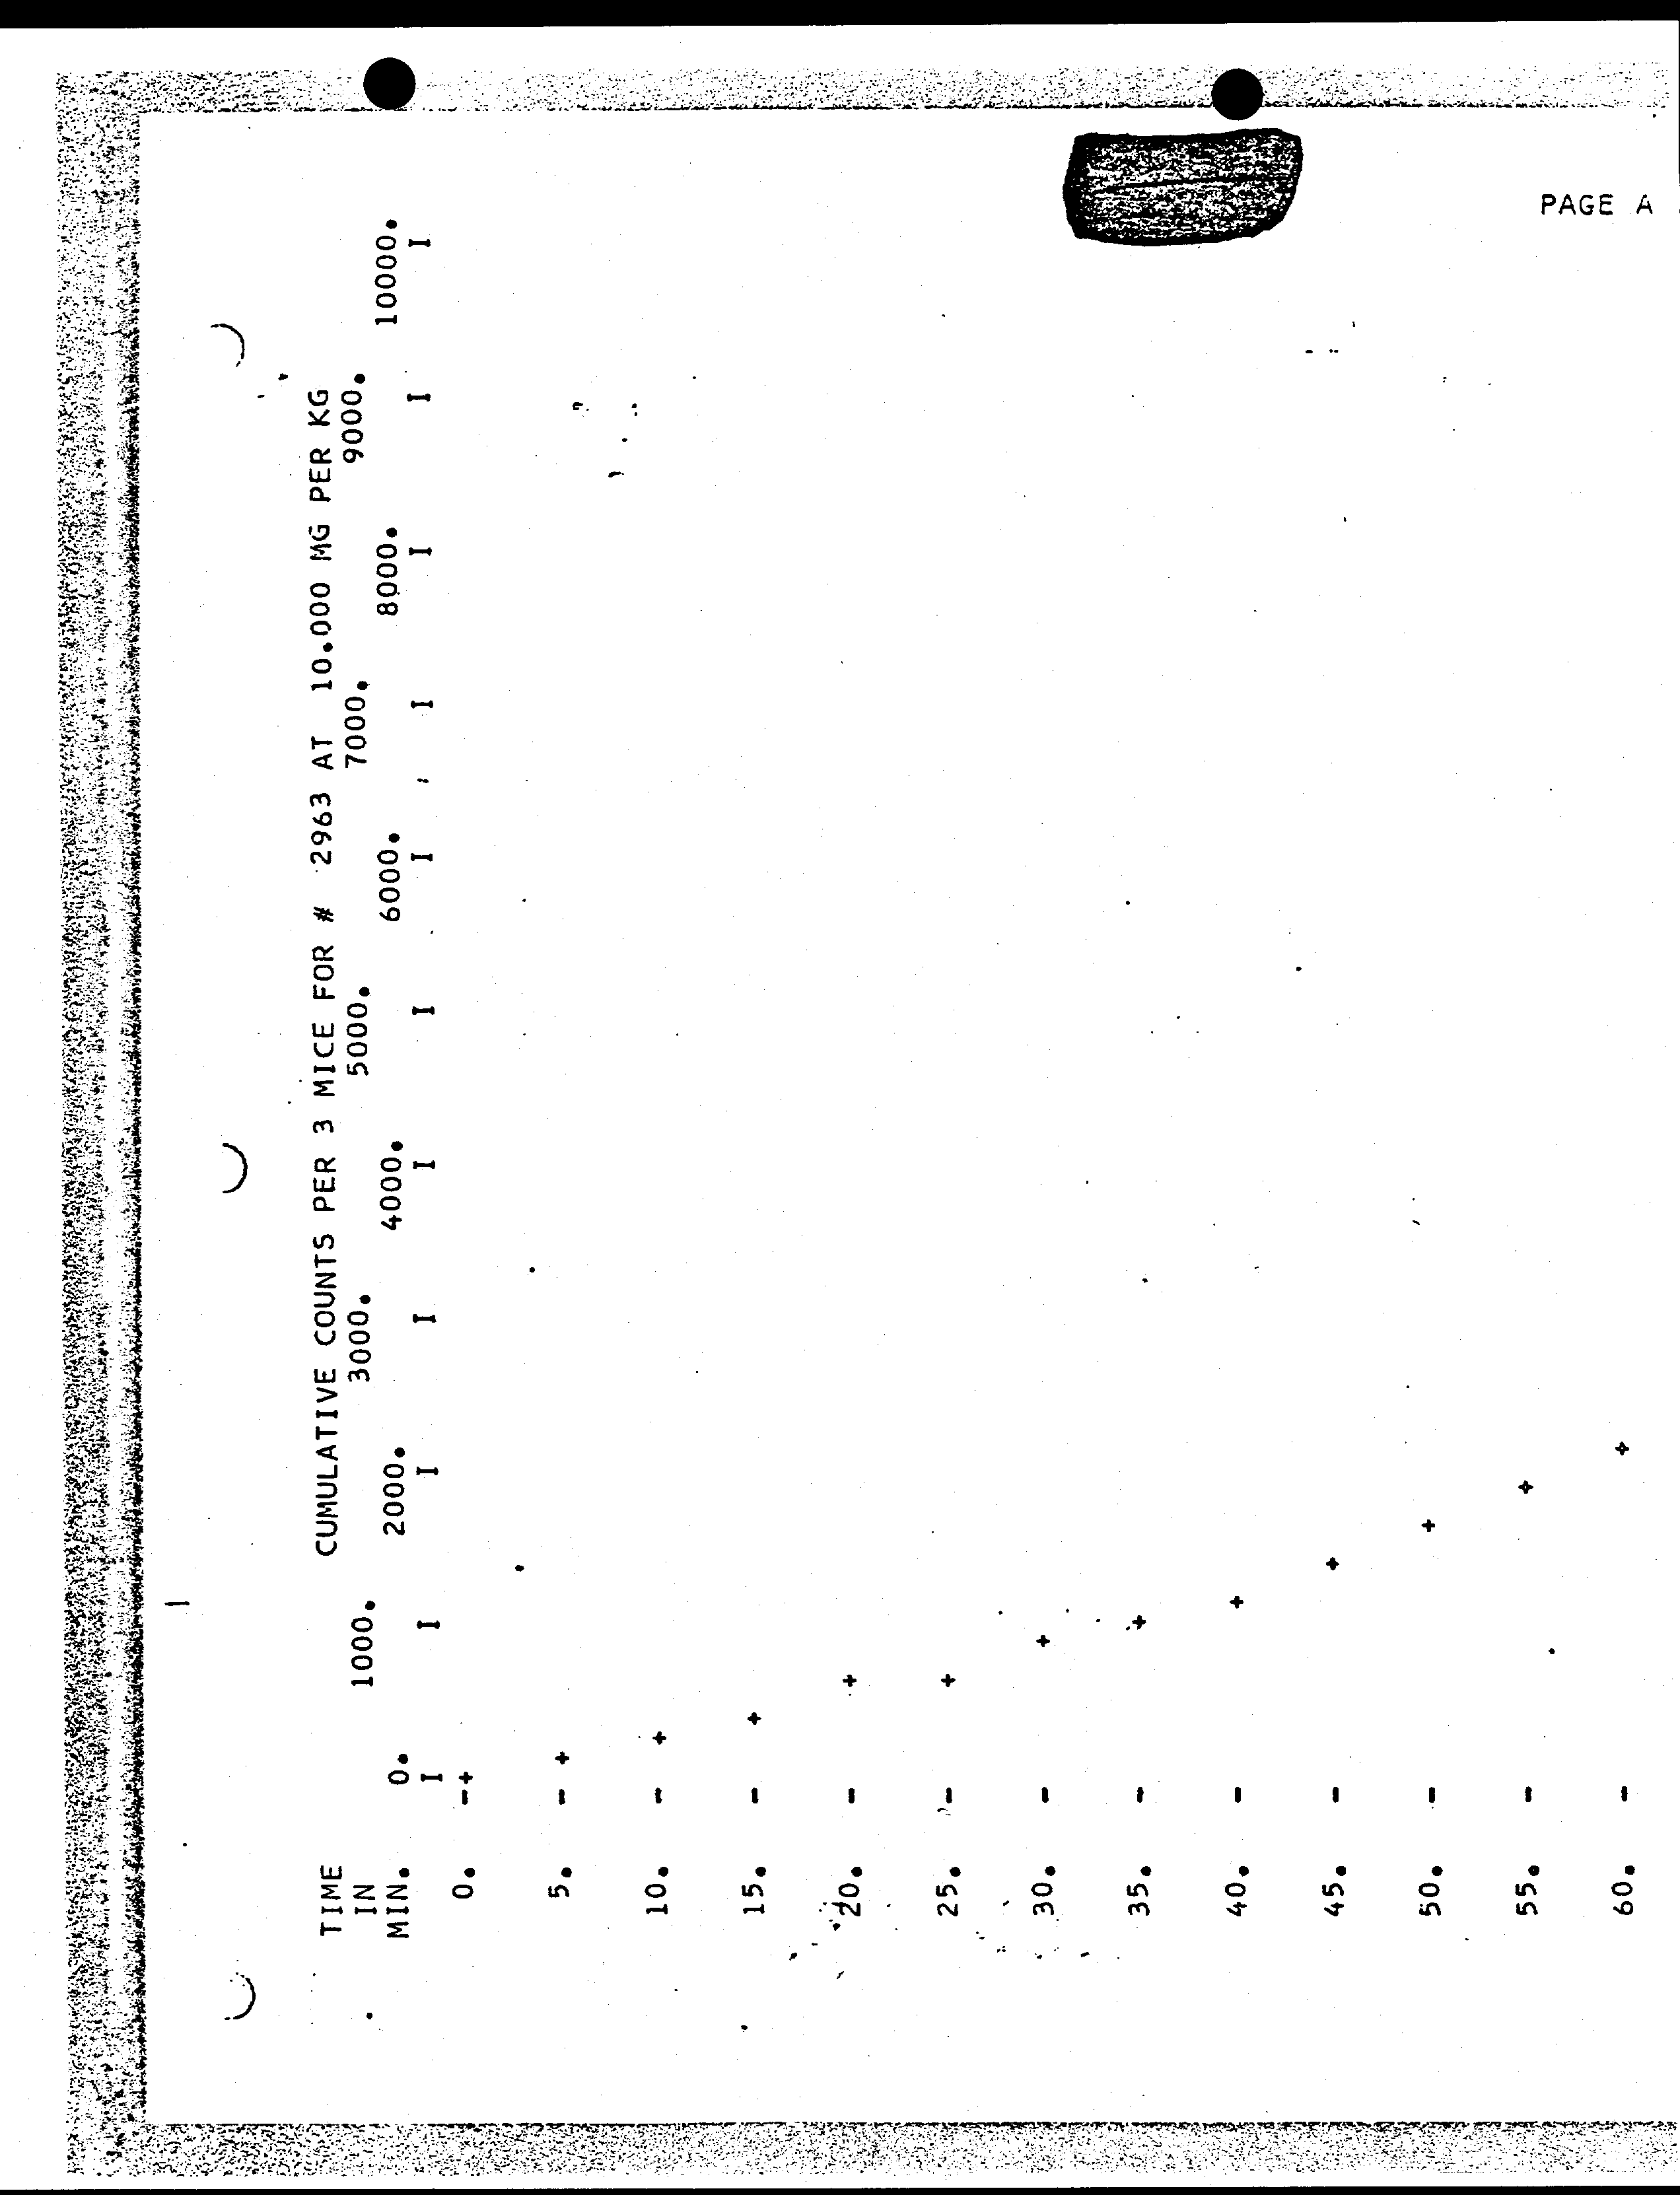 PAGE A
CUMULATIVE COUNTS PER 3 MICE FOR # 2963 AT 10.000 MG PER KG
TIME
IN 1000. 3000. 5000. 7000. 9000.
MIN. 0. 2000. 4000. 6000. 8000. 10000.
I I I I I I I I I I I
0. -+
5. - +
10. - +
15. - +
20. - +
25. - +
30. - +
35. - +
40. - +
45. - +
50. - +
55. - +
60. - +